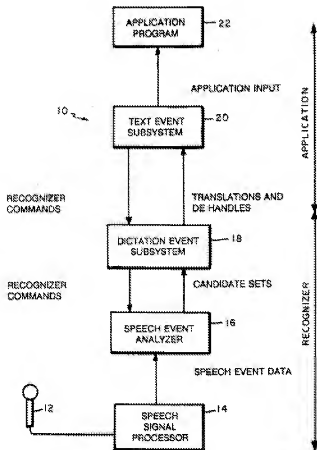 APPLICATION
PROGRAM
22
APPLICATION INPUT
10
TEXT EVENT
SUBSYSTEM
20
APPLICATION
RECOGNIZER
COMMANDS
TRANSLATIONS AND
DE HANDLES
DICTATION EVENT
SUBSYSTEM
18
RECOGNIZER
COMMANDS
CANDIDATE SETS
SPEECH EVENT
ANALYZER
16
RECOGNIZER
SPEECH EVENT DATA
12
SPEECH
SIGNAL
PROCESSOR
14